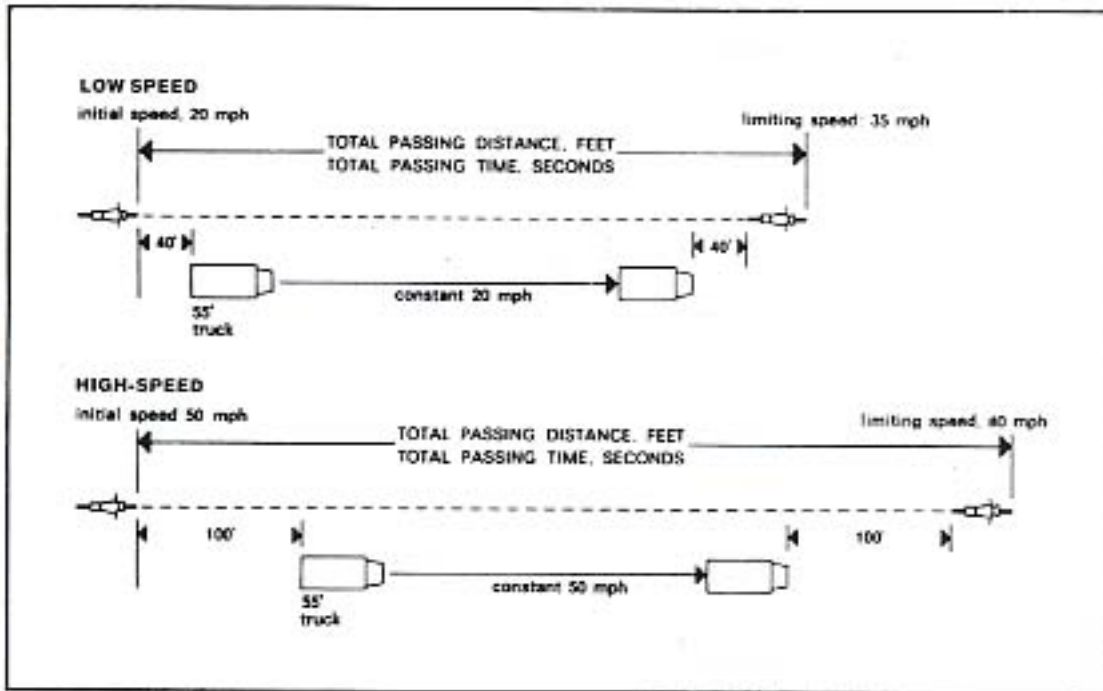 LOW SPEED
initial speed, 20 mph
limiting speed: 35 mph
TOTAL PASSING DISTANCE, FEET
TOTAL PASSING TIME, SECONDS
40'
40'
constant 20 mph
55'
truck
HIGH-SPEED
initial speed 50 mph
limiting speed, 40 mph
TOTAL PASSING DISTANCE, FEET
TOTAL PASSING TIME, SECONDS
100'
100'
constant 50 mph
55'
truck